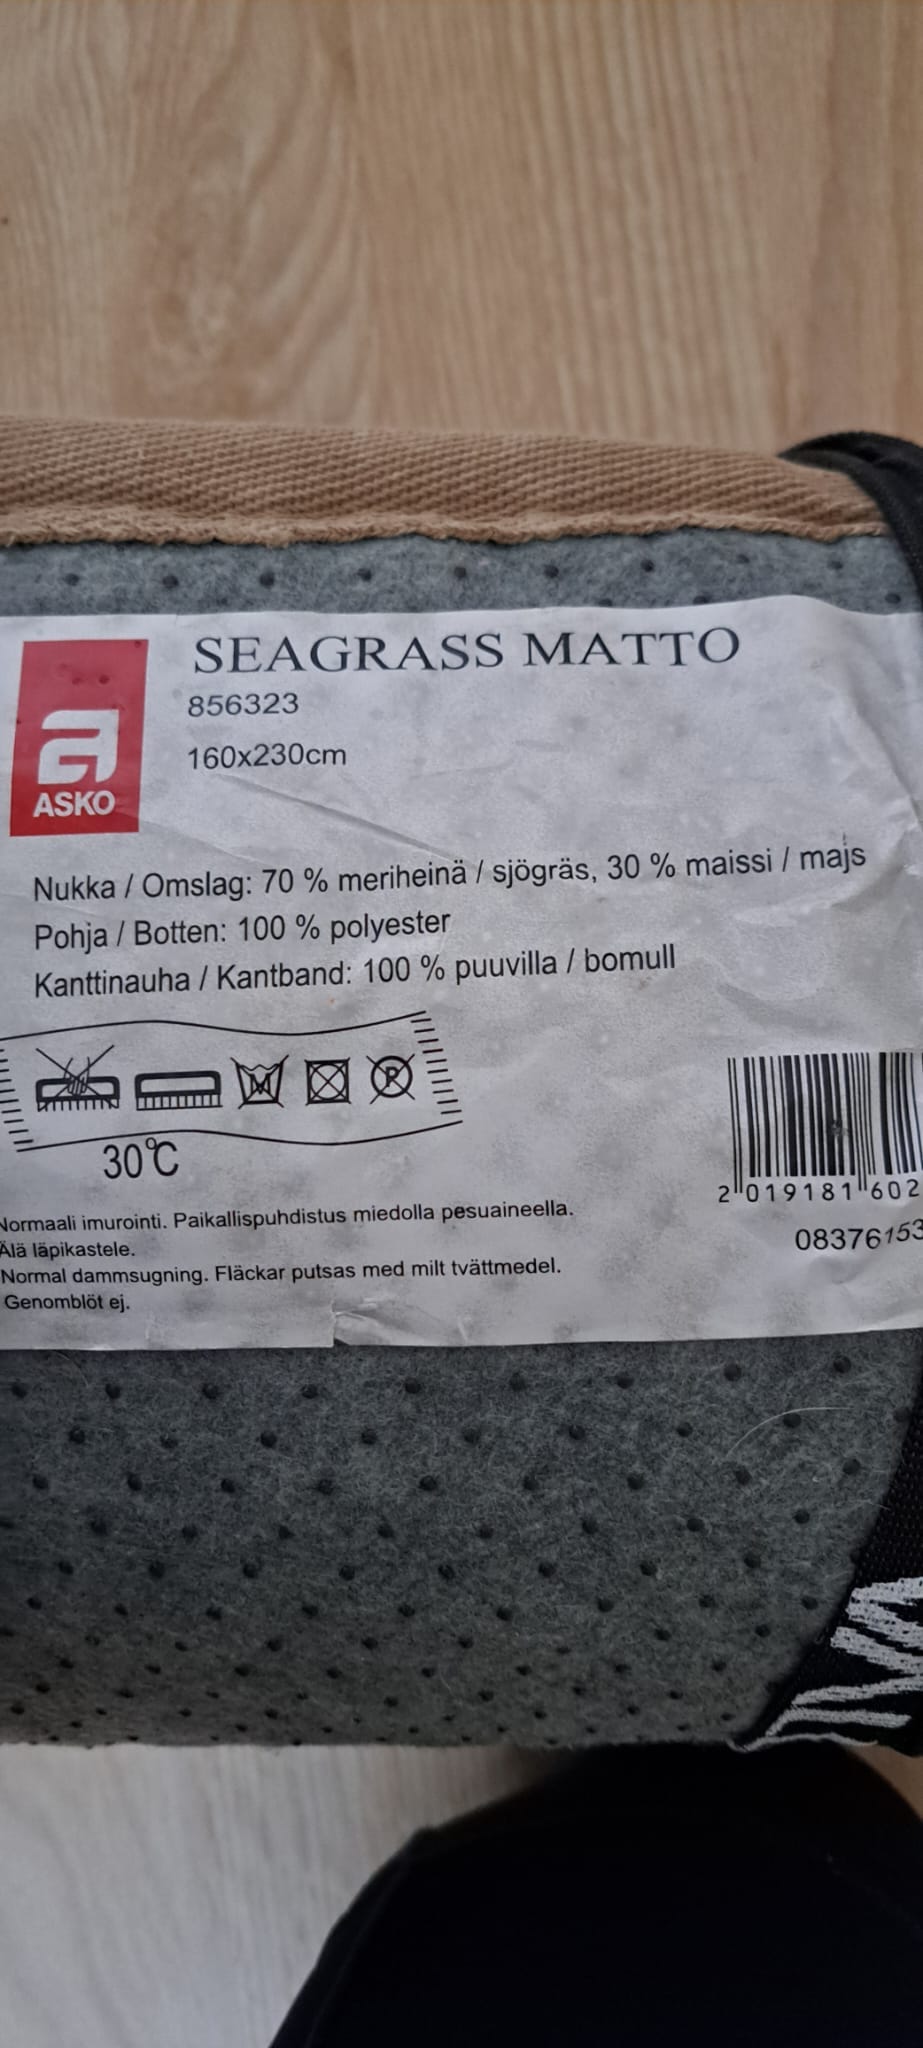 SEAGRASS MATTO
856323
160x230cm
ASKO
Nukka / Omslag: 70 % meriheinä / sjögräs, 30 % maissi / majs
Pohja / Botten: 100 % polyester
Kanttinauha / Kantband: 100 % puuvilla / bomull
P
30°C
2 019181 602
08376153
Normaali imurointi. Paikallispuhdistus miedolla pesuaineella.
Älä läpikastele.
Normal dammsugning. Fläckar putsas med milt tvättmedel.
Genomblöt ej.